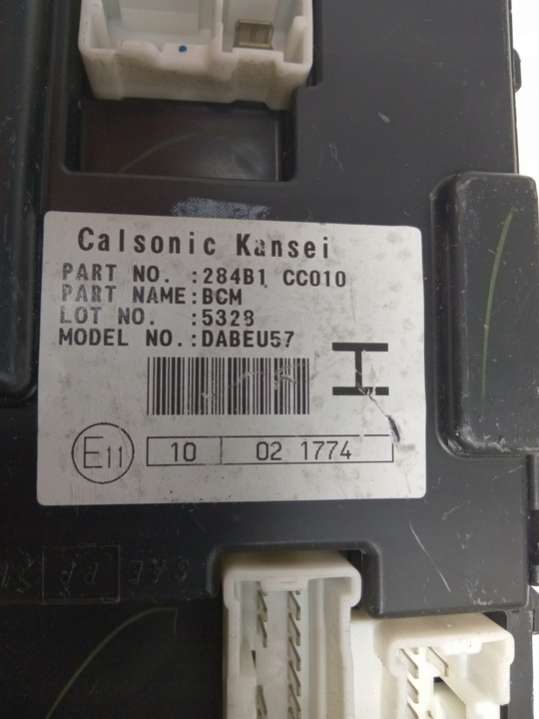 Calsonic Kansei
PART NO. :284B1 CC010
PART NAME:BCM
LOT NO. :5328
MODEL NO.:DABEU57
H
E11 10 02 1774